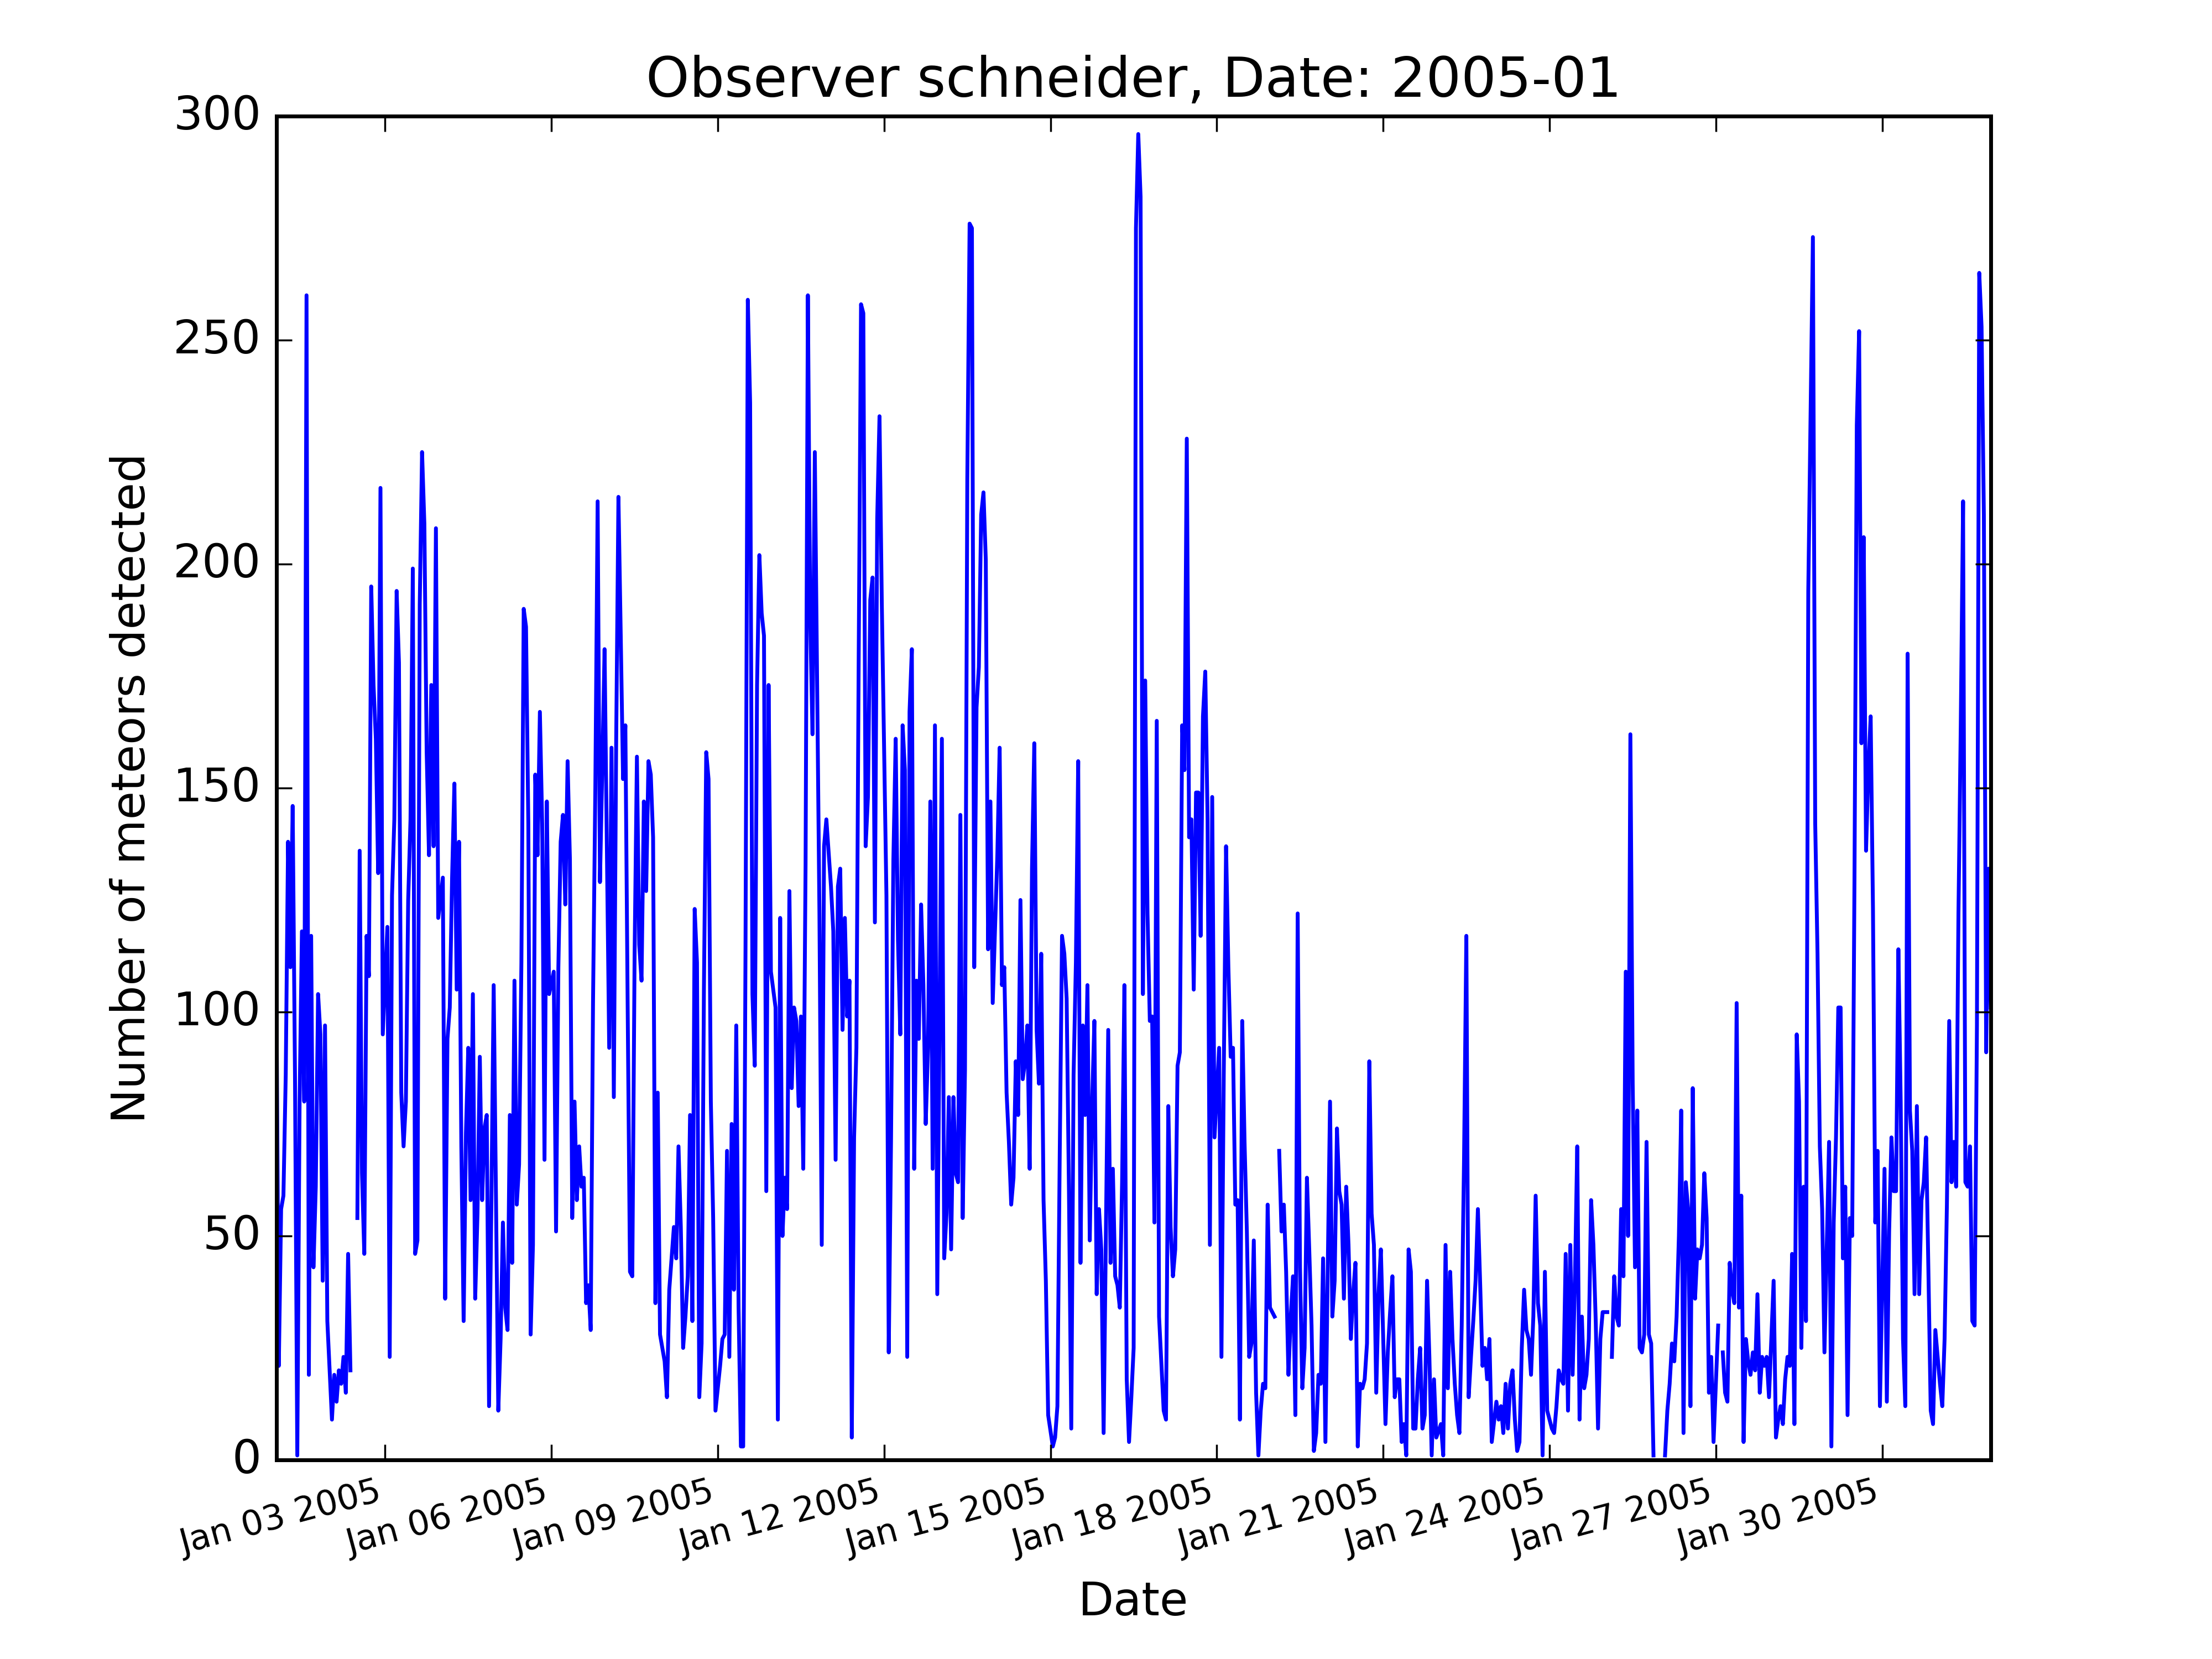 Observer schneider, Date: 2005-01
Number of meteors detected
300
250
200
150
100
50
0
Jan 03 2005
Jan 06 2005
Jan 09 2005
Jan 12 2005
Jan 15 2005
Jan 18 2005
Jan 21 2005
Jan 24 2005
Jan 27 2005
Jan 30 2005
Date